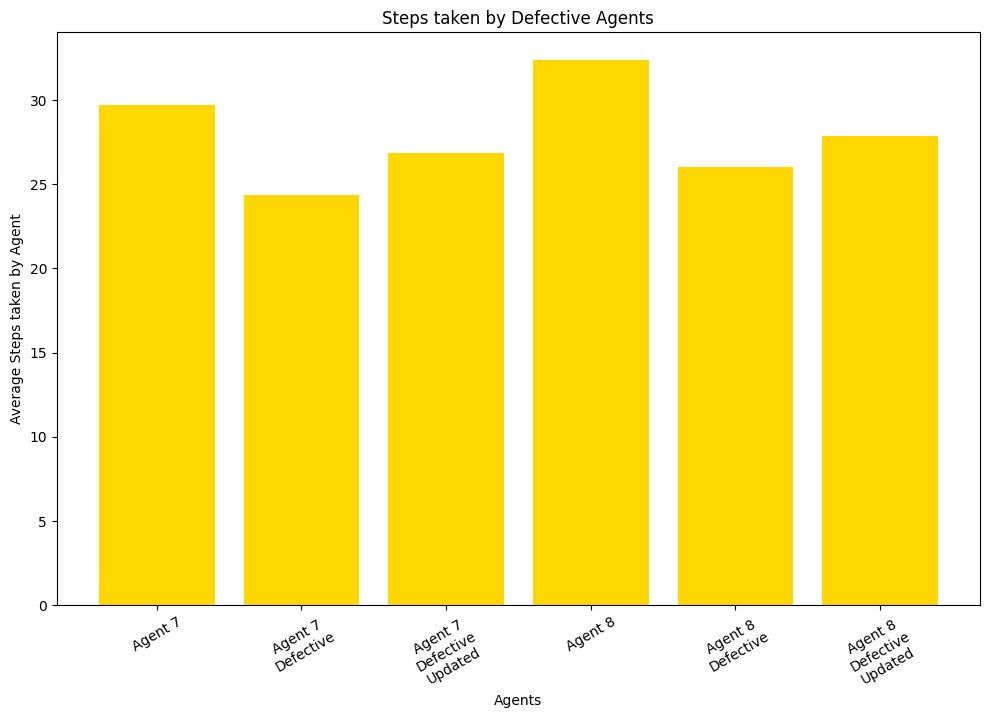 Steps taken by Defective Agents
Average Steps taken by Agent
30
25
20
15
10
5
0
Agent 7
Agent 7
Defective
Agent 7
Defective
Updated
Agent 8
Agent 8
Defective
Agent 8
Defective
Updated
Agents